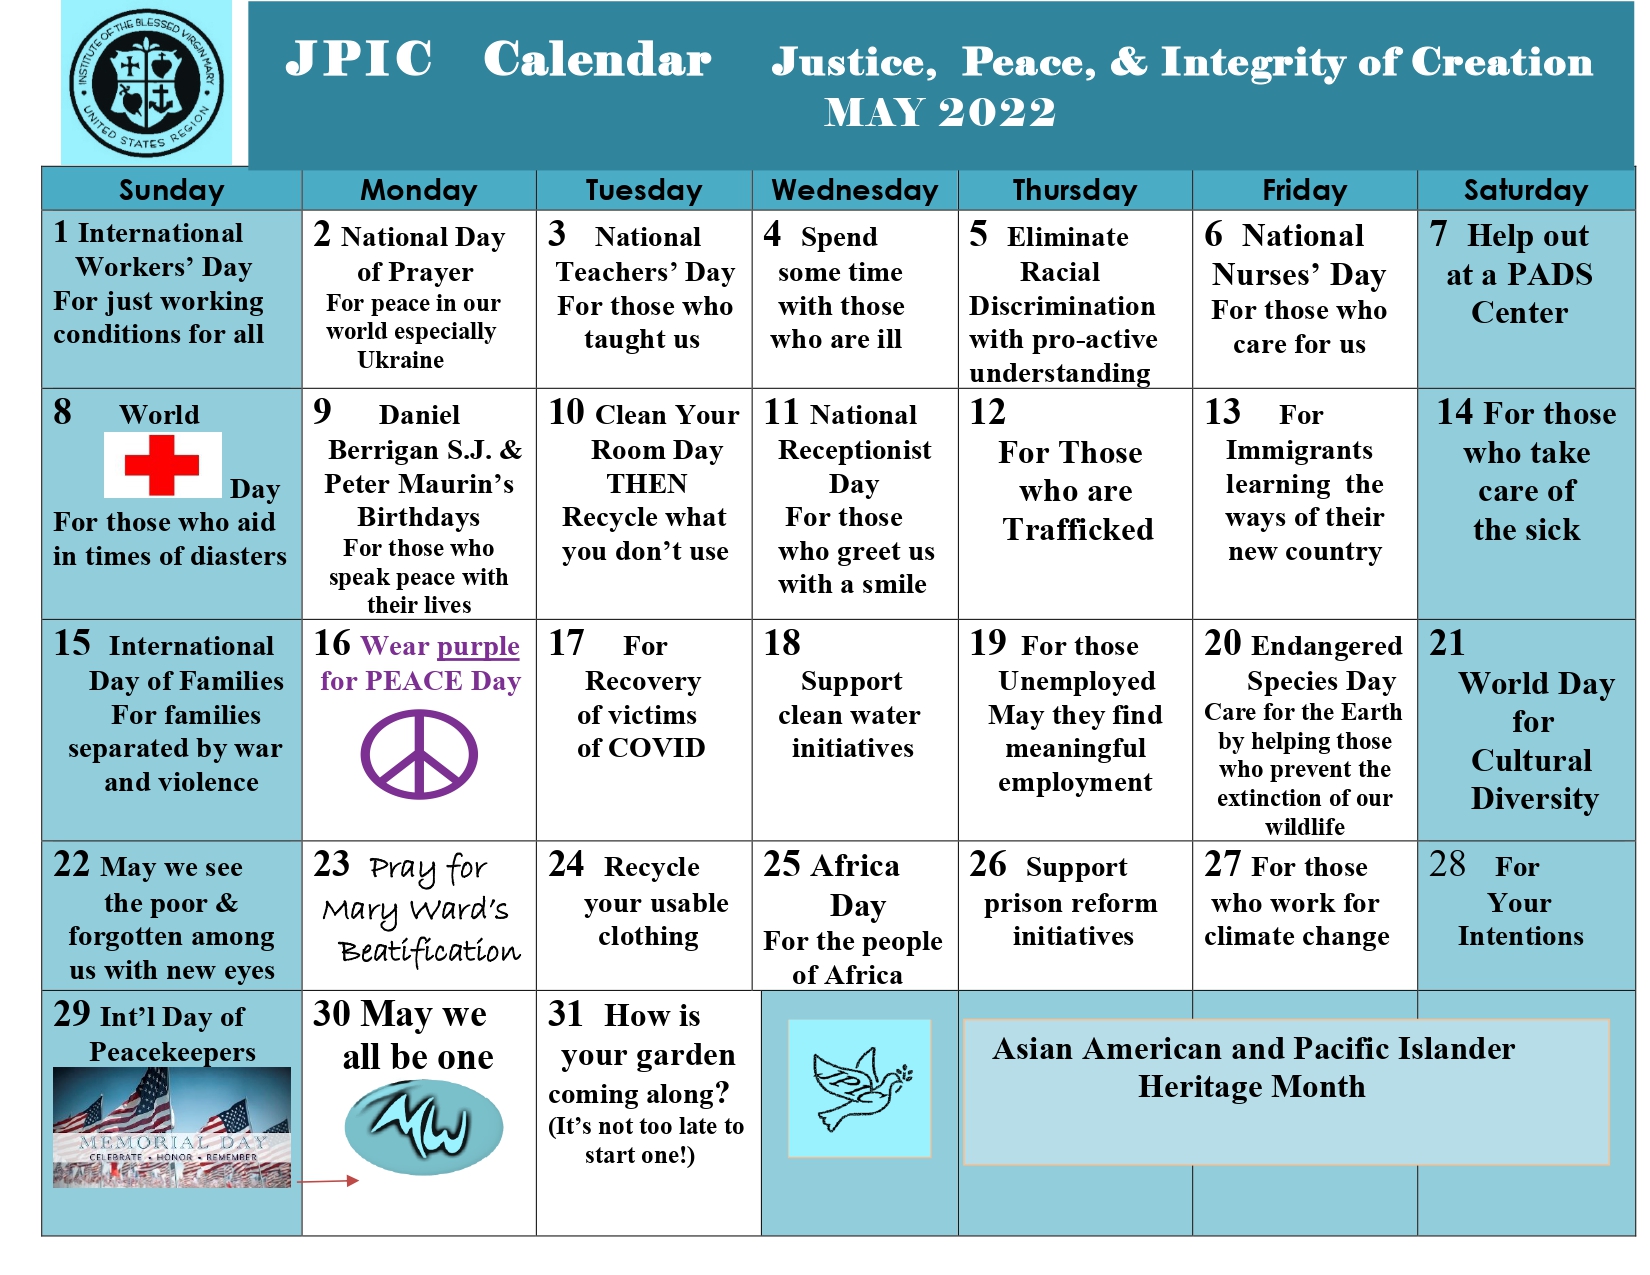 INSTITUTE OF THE BLESSED VIRGIN MARY
UNITED STATES REGION
JPIC Calendar Justice, Peace, & Integrity of Creation
MAY 2022
Sunday Monday Tuesday Wednesday Thursday Friday Saturday
1 International
Workers’ Day
For just working
conditions for all
2 National Day
of Prayer
For peace in our
world especially
Ukraine
3 National
Teachers’ Day
For those who
taught us
4 Spend
some time
with those
who are ill
5 Eliminate
Racial
Discrimination
with pro-active
understanding
6 National
Nurses’ Day
For those who
care for us
7 Help out
at a PADS
Center
8 World
Day
For those who aid
in times of diasters
9 Daniel
Berrigan S.J. &
Peter Maurin’s
Birthdays
For those who
speak peace with
their lives
10 Clean Your
Room Day
THEN
Recycle what
you don’t use
11 National
Receptionist
Day
For those
who greet us
with a smile
12
For Those
who are
Trafficked
13 For
Immigrants
learning the
ways of their
new country
14 For those
who take
care of
the sick
15 International
Day of Families
For families
separated by war
and violence
16 Wear purple
for PEACE Day
17 For
Recovery
of victims
of COVID
18
Support
clean water
initiatives
19 For those
Unemployed
May they find
meaningful
employment
20 Endangered
Species Day
Care for the Earth
by helping those
who prevent the
extinction of our
wildlife
21
World Day
for
Cultural
Diversity
22 May we see
the poor &
forgotten among
us with new eyes
23 Pray for
Mary Ward’s
Beatification
24 Recycle
your usable
clothing
25 Africa
Day
For the people
of Africa
26 Support
prison reform
initiatives
27 For those
who work for
climate change
28 For
Your
Intentions
29 Int’l Day of
Peacekeepers
MEMORIAL DAY
CELEBRATE • HONOR • REMEMBER
30 May we
all be one
MW
31 How is
your garden
coming along?
(It’s not too late to
start one!)
Asian American and Pacific Islander
Heritage Month